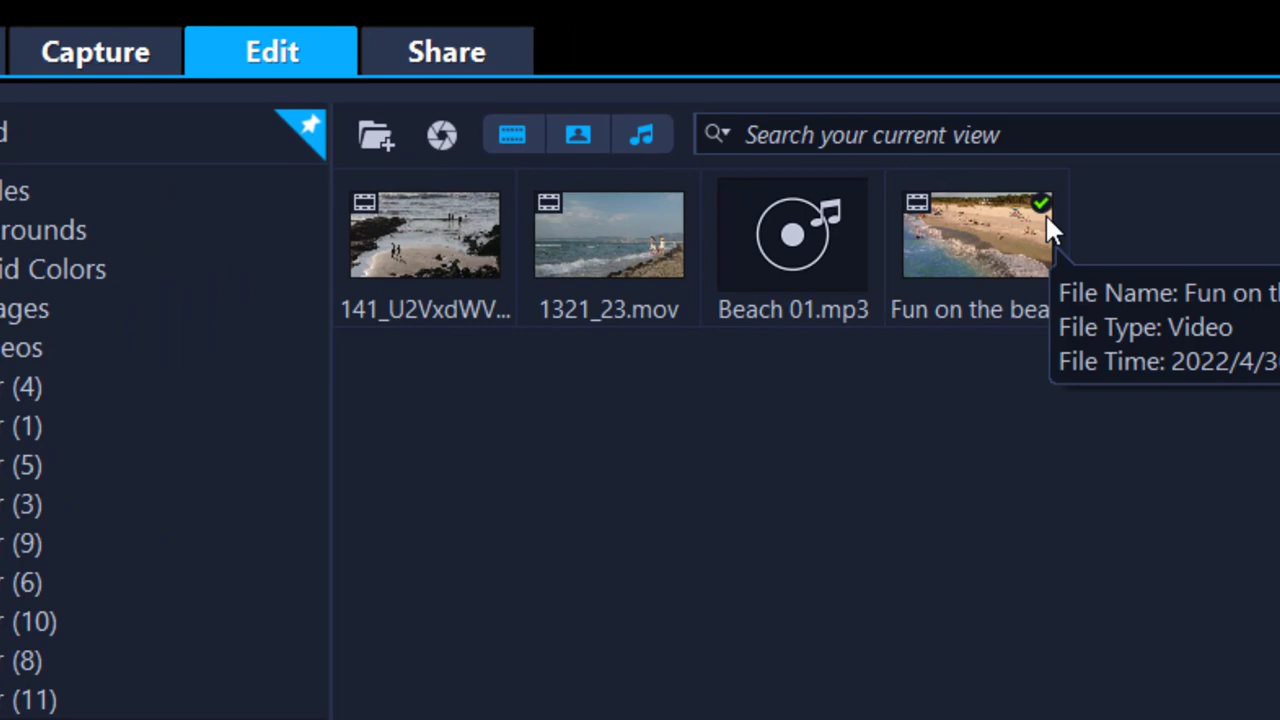 Capture
Edit
Share
d
les
rounds
id Colors
ages
eos
r (4)
r (1)
r (5)
r (3)
r (9)
r (6)
r (10)
r (8)
r (11)
Search your current view
141_U2VxdWV...
1321_23.mov
Beach 01.mp3
Fun on the bea
File Name: Fun on t
File Type: Video
File Time: 2022/4/3